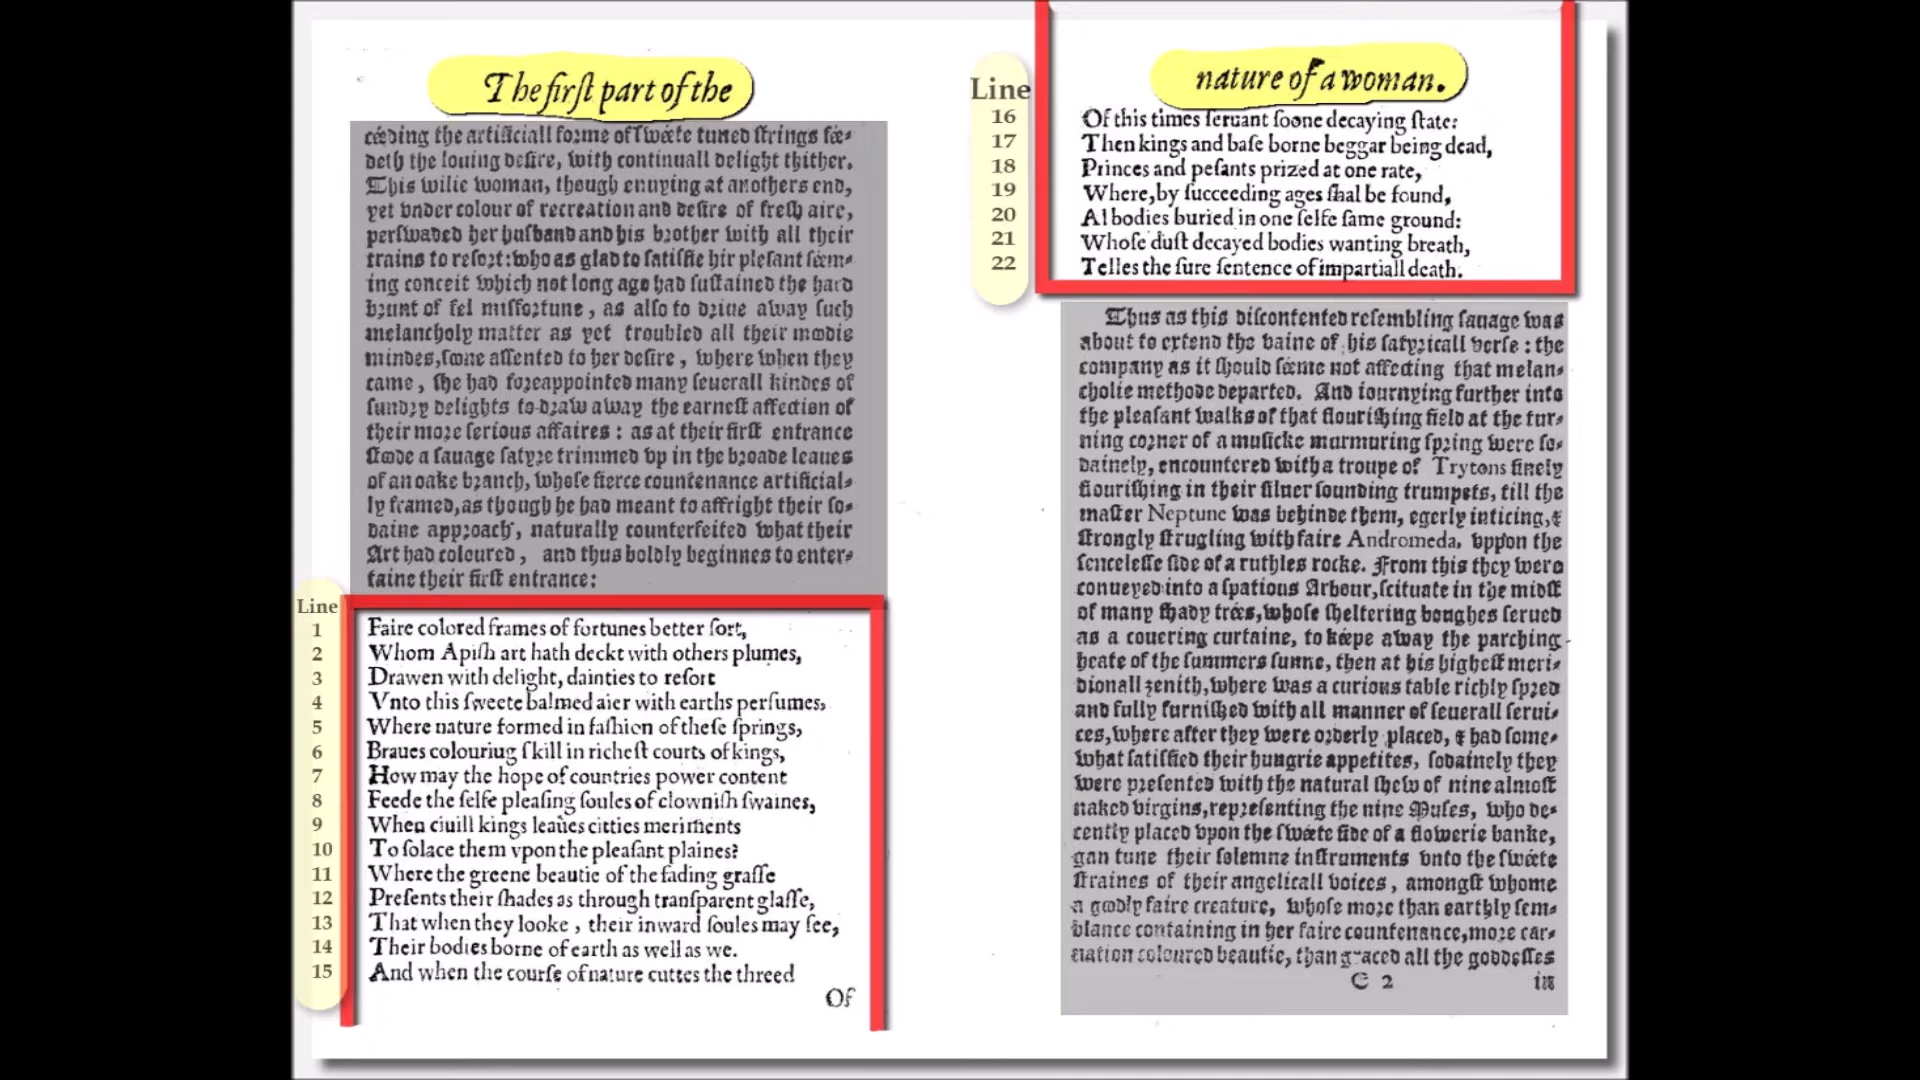 The first part of the
céeding the artificiall forme of swéete tuned strings fée-
deth the louing desire, with continuall delight thither.
This wilie woman, though enuying at anothers end,
yet vnder colour of recreation and desire of fresh aire,
perswaded her husband and his brother with all their
trains to resort: who as glad to satisfie hir plesant séem-
ing conceit which not long ago had sustained the hard
brunt of fel missortune, as also to driue away such
melancholy matter as yet troubled all their modie
mindes, sone assented to her desire, where when they
came, she had foreappointed many seuerall kindes of
sundry delights to draw away the earnest affection of
their more serious affaires: as at their first entrance
stode a sauage satyre trimmed vp in the broade leaues
of an oake branch, whose fierce countenance artificial-
ly framed, as though he had meant to affright their so-
daine approach, naturally counterfeited what their
Art had coloured, and thus boldly beginnes to enter-
taine their first entrance:
Line
1 Faire colored frames of fortunes better sort,
2 Whom Apish art hath deckt with others plumes,
3 Drawen with delight, dainties to resort
4 Vnto this sweete balmed aier with earths perfumes,
5 Where nature formed in fashion of these springs,
6 Braues colouriug skill in richest courts of kings,
7 How may the hope of countries power content
8 Feede the selfe pleasing soules of clownish swaines,
9 When ciuill kings leaues citties meriments
10 To solace them vpon the pleasant plaines?
11 Where the greene beautie of the fading grasse
12 Presents their shades as through transparent glasse,
13 That when they looke, their inward soules may see,
14 Their bodies borne of earth as well as we.
15 And when the course of nature cuttes the threed
Of
nature of a woman.
Line
16 Of this times seruant soone decaying state:
17 Then kings and base borne beggar being dead,
18 Princes and pesants prized at one rate,
19 Where, by succeeding ages shal be found,
20 Al bodies buried in one selfe same ground:
21 Whose dust decayed bodies wanting breath,
22 Telles the sure sentence of impartiall death.
Thus as this discontented resembling sauage was
about to extend the vaine of his satyricall verse: the
company as it should séeme not affecting that melan-
cholie methode departed. And iournying further into
the pleasant walks of that flourishing field at the tur-
ning corner of a musicke murmuring spring were so-
dainely, encountered with a troupe of Trytons finely
flourishing in their siluer sounding trumpets, till the
master Neptune was behinde them, egerly inticing, &
strongly strugling with faire Andromeda, vppon the
sencelesse side of a ruthles rocke. From this they were
conueyed into a spatious Arbour, scituate in the midst
of many shady trées, whose sheltering boughes serued
as a couering curtaine, to kéepe away the parching
heate of the summers sunne, then at his highest meri-
dionall zenith, where was a curious table richly spred
and fully furnished with all manner of seuerall serui-
ces, where after they were orderly placed, & had some-
what satisfied their hungrie appetites, sodainely they
were presented with the natural shew of nine almost
naked virgins, representing the nine Muses, who de-
cently placed vpon the swéete side of a flowerie banke,
gan tune their solemne instruments vnto the swéete
straines of their angelicall voices, amongst whome
a goodly faire creature, whose more than earthly sem-
blance containing in her faire countenance, more car-
nation coloured beautie, than graced all the goddesses
C 2